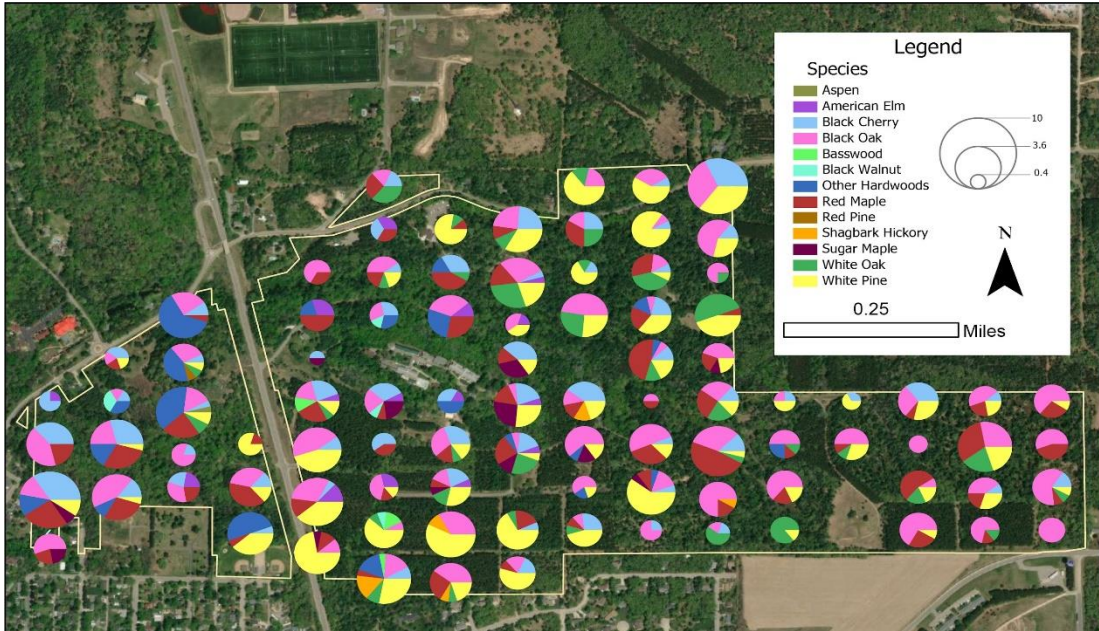 Legend
Species
Aspen
American Elm
Black Cherry
Black Oak
Basswood
Black Walnut
Other Hardwoods
Red Maple
Red Pine
Shagbark Hickory
Sugar Maple
White Oak
White Pine
10
3.6
0.4
N
0.25
Miles